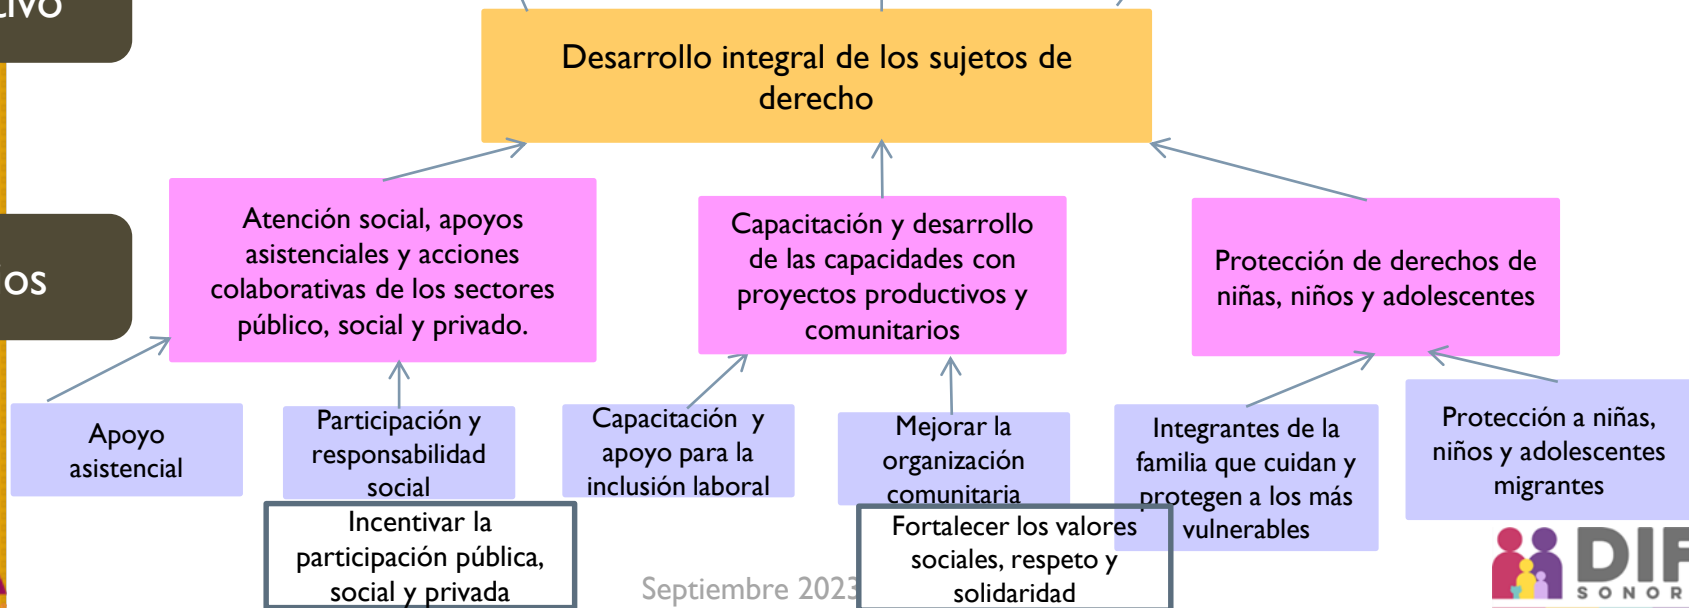 Desarrollo integral de los sujetos de
derecho
Atención social, apoyos
asistenciales y acciones
colaborativas de los sectores
público, social y privado.
Capacitación y desarrollo
de las capacidades con
proyectos productivos y
comunitarios
Protección de derechos de
niñas, niños y adolescentes
Apoyo
asistencial
Participación y
responsabilidad
social
Capacitación y
apoyo para la
inclusión laboral
Mejorar la
organización
comunitaria
Integrantes de la
familia que cuidan y
protegen a los más
vulnerables
Protección a niñas,
niños y adolescentes
migrantes
Incentivar la
participación pública,
social y privada
Fortalecer los valores
sociales, respeto y
solidaridad
Septiembre 2023
DIF